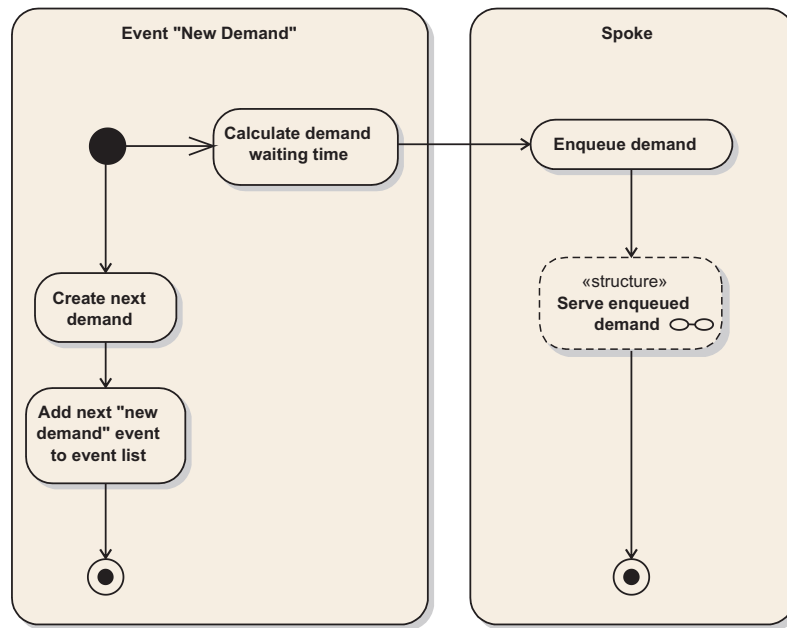 Event "New Demand"
Calculate demand
waiting time
Create next
demand
Add next "new
demand" event
to event list
Spoke
Enqueue demand
«structure»
Serve enqueued
demand